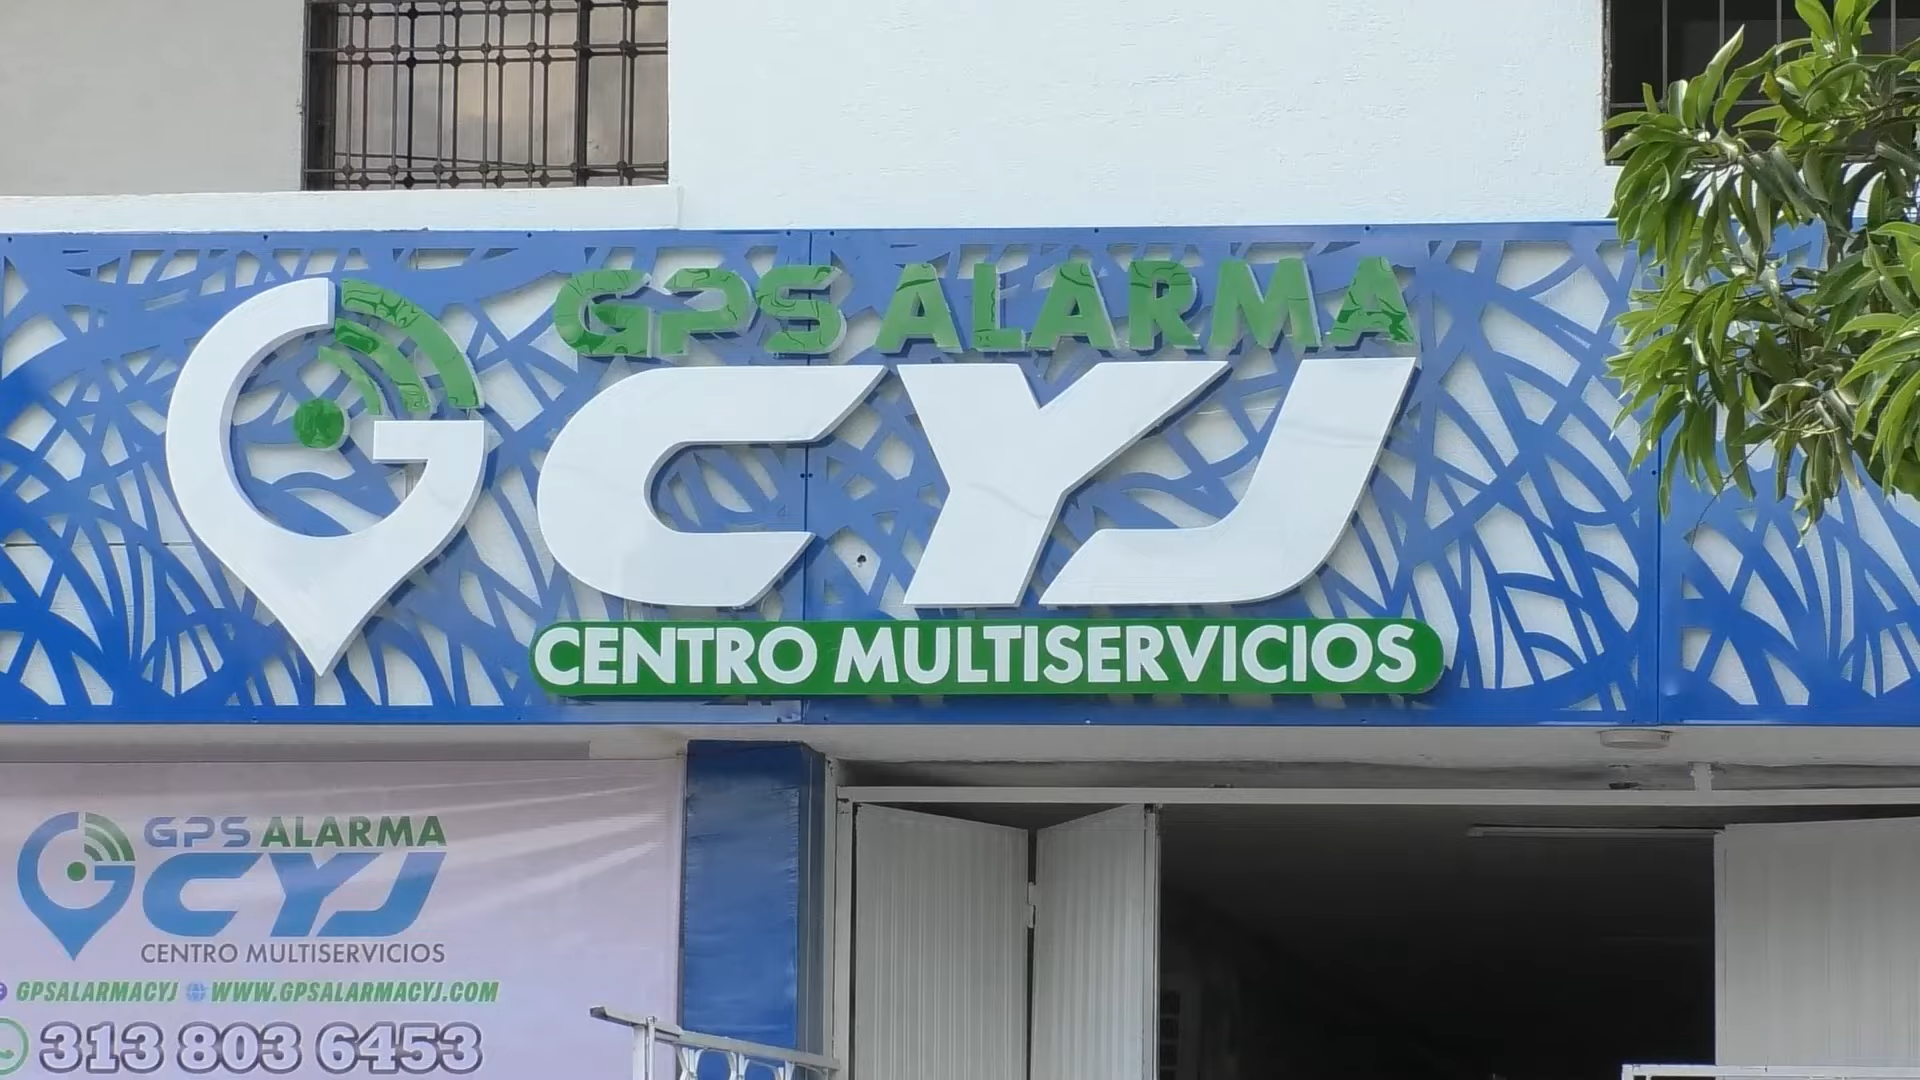 GPS ALARMA
CYJ
CENTRO MULTISERVICIOS
GPS ALARMA
CYJ
CENTRO MULTISERVICIOS
GPSALARMACYJ WWW.GPSALARMACYJ.COM
313 803 6453